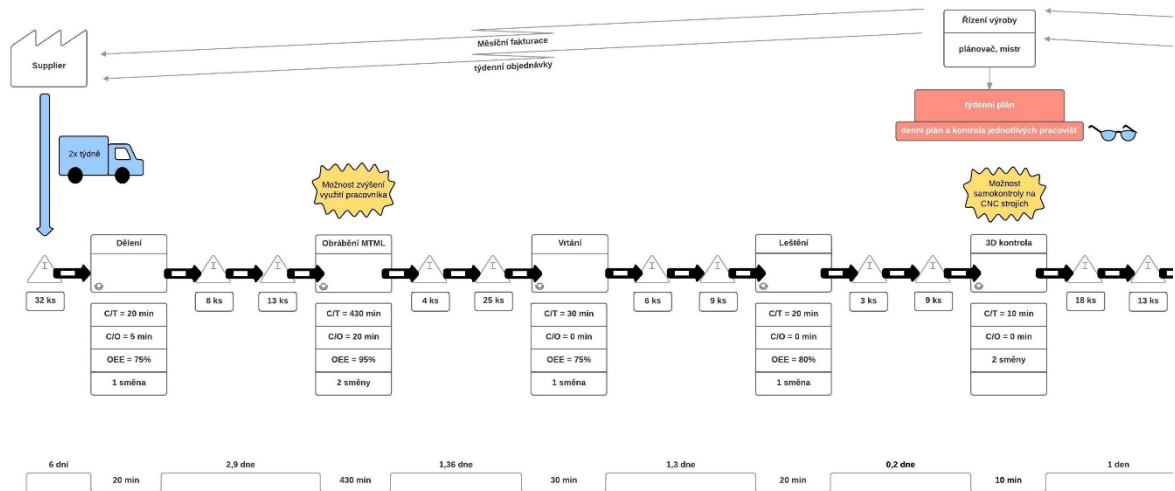 Řízení výroby
plánovač, mistr
Supplier
Měsíční fakturace
týdenní objednávky
týdenní plán
denní plán a kontrola jednotlivých pracovišť
2x týdně
Možnost zvýšení
využití pracovníka
Možnost
samokontroly na
CNC strojích
Dělení
Obrábění MTML
Vrtání
Leštění
3D kontrola
I I I I I I I I I I I
32 ks 8 ks 13 ks 4 ks 25 ks 6 ks 9 ks 3 ks 9 ks 18 ks 13 ks
C/T = 20 min
C/O = 5 min
OEE = 75%
1 směna
C/T = 430 min
C/O = 20 min
OEE = 95%
2 směny
C/T = 30 min
C/O = 0 min
OEE = 75%
1 směna
C/T = 20 min
C/O = 0 min
OEE = 80%
1 směna
C/T = 10 min
C/O = 0 min
2 směny
6 dní 2,9 dne 1,36 dne 1,3 dne 0,2 dne 1 den
20 min 430 min 30 min 20 min 10 min